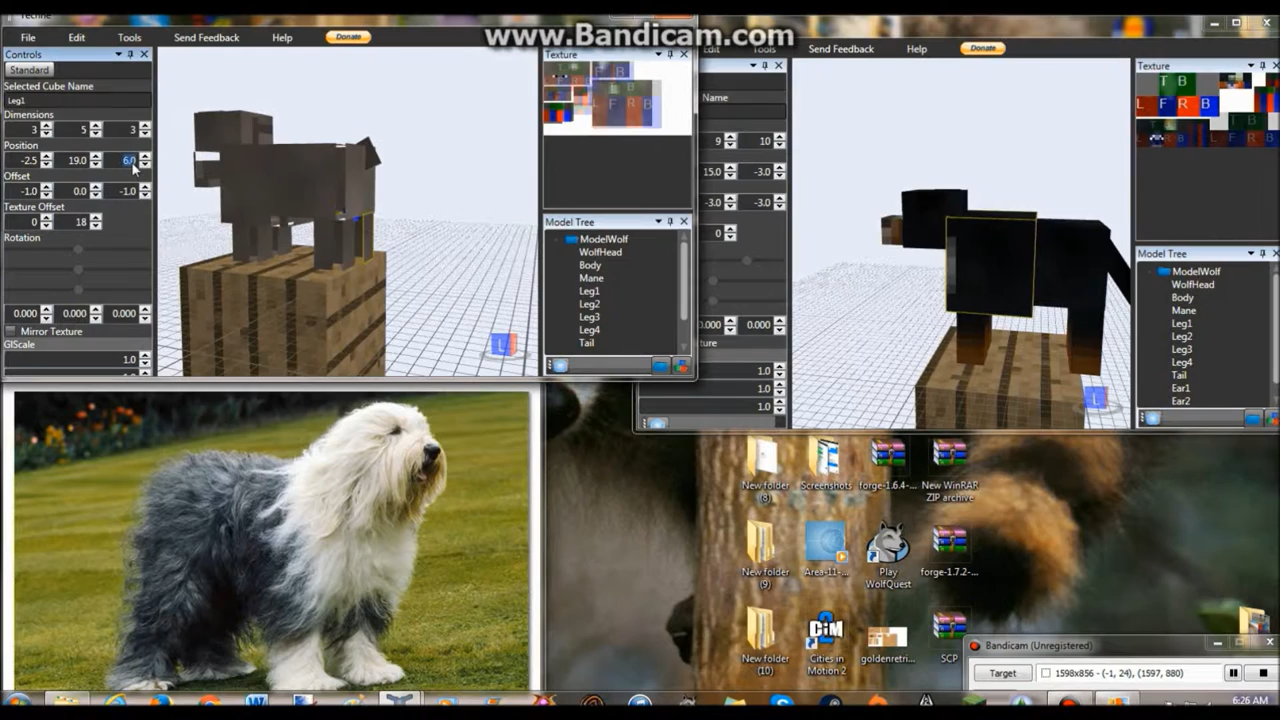 Techne
www.Bandicam.com
File Edit Tools Send Feedback Help Donate
Controls
Standard
Selected Cube Name
Leg1
Dimensions
3 5 3
Position
-2.5 19.0 6.0
Offset
-1.0 0.0 -1.0
Texture Offset
0 18
Rotation
0.000 0.000 0.000
Mirror Texture
GlScale
1.0
Texture
T B
F B
L F R B
Model Tree
ModelWolf
WolfHead
Body
Mane
Leg1
Leg2
Leg3
Leg4
Tail
L
Edit Tools Send Feedback Help Donate
Name
9 10
15.0 -3.0
-3.0 -3.0
0
0.000 0.000
ture
1.0
1.0
1.0
Texture
T B
L F R B
Model Tree
ModelWolf
WolfHead
Body
Mane
Leg1
Leg2
Leg3
Leg4
Tail
Ear1
Ear2
L
New folder (8)
Screenshots
forge-1.6.4-...
New WinRAR ZIP archive
New folder (9)
Area-11-...
Play WolfQuest
forge-1.7.2-...
New folder (10)
CiM 2
Cities in Motion 2
goldenretri...
SCP
Bandicam (Unregistered)
Target 1598x856 - (-1, 24), (1597, 880)
6:26 AM